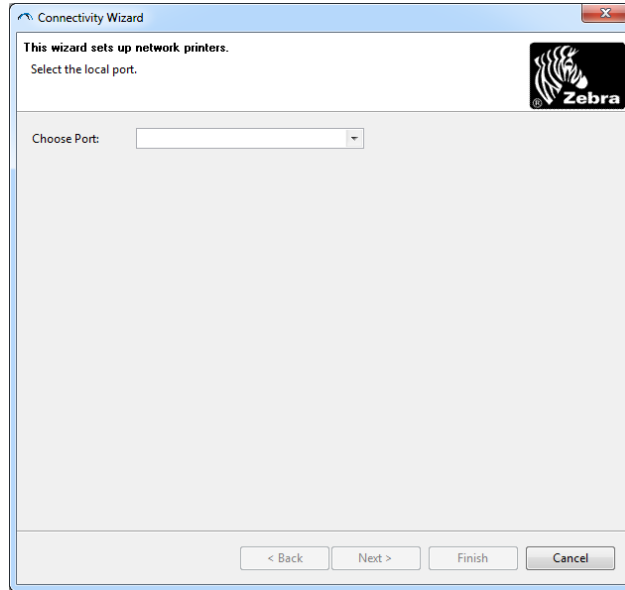 Connectivity Wizard
This wizard sets up network printers.
Select the local port.
® Zebra
Choose Port:
< Back Next > Finish Cancel